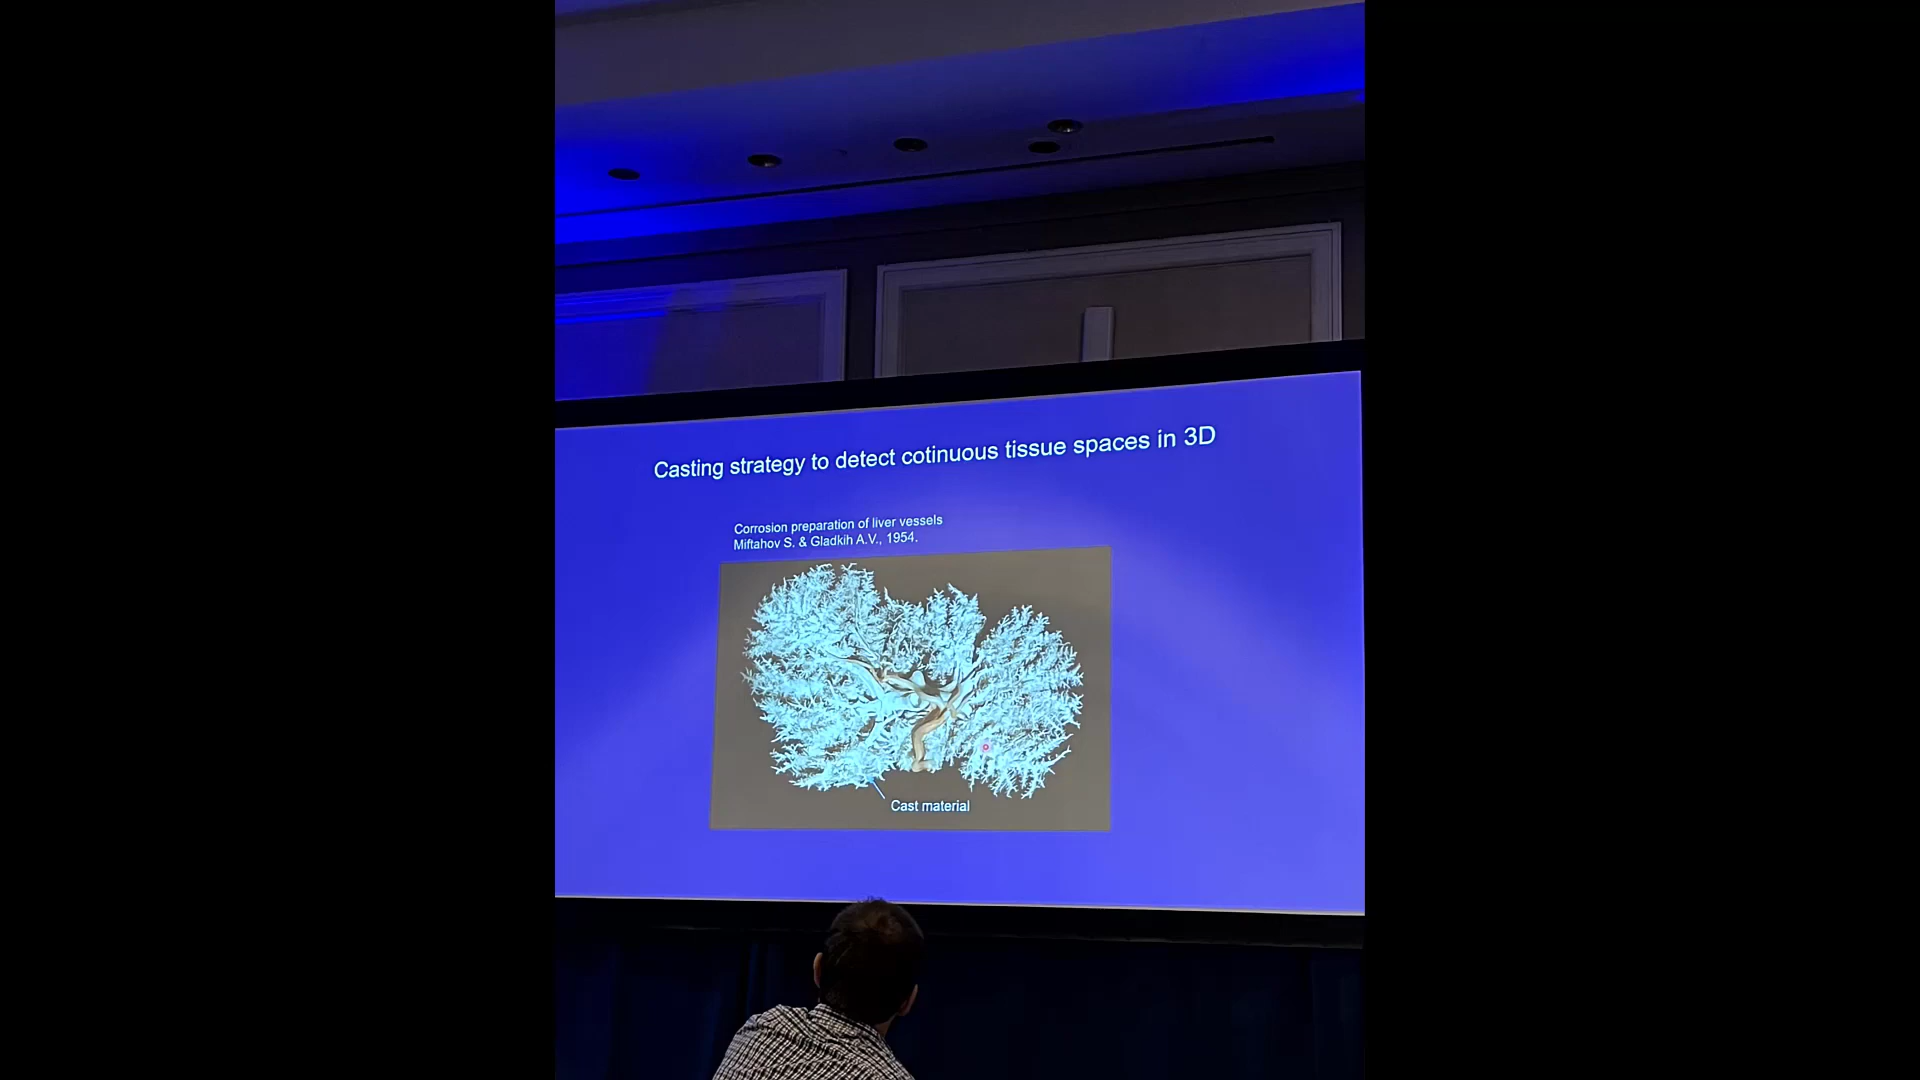 Casting strategy to detect cotinuous tissue spaces in 3D
Corrosion preparation of liver vessels
Miftahov S. & Gladkih A.V., 1954.
Cast material